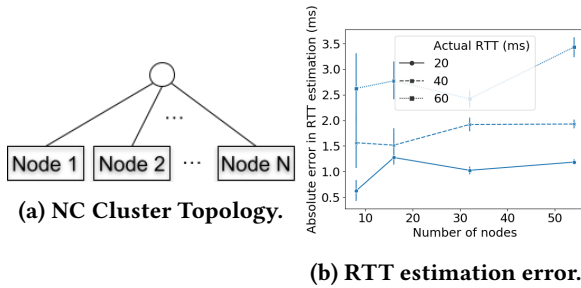 ...
Node 1
Node 2
...
Node N
(a) NC Cluster Topology.
Absolute error in RTT estimation (ms)
3.5
3.0
2.5
2.0
1.5
1.0
0.5
Actual RTT (ms)
20
40
60
10
20
30
40
50
Number of nodes
(b) RTT estimation error.